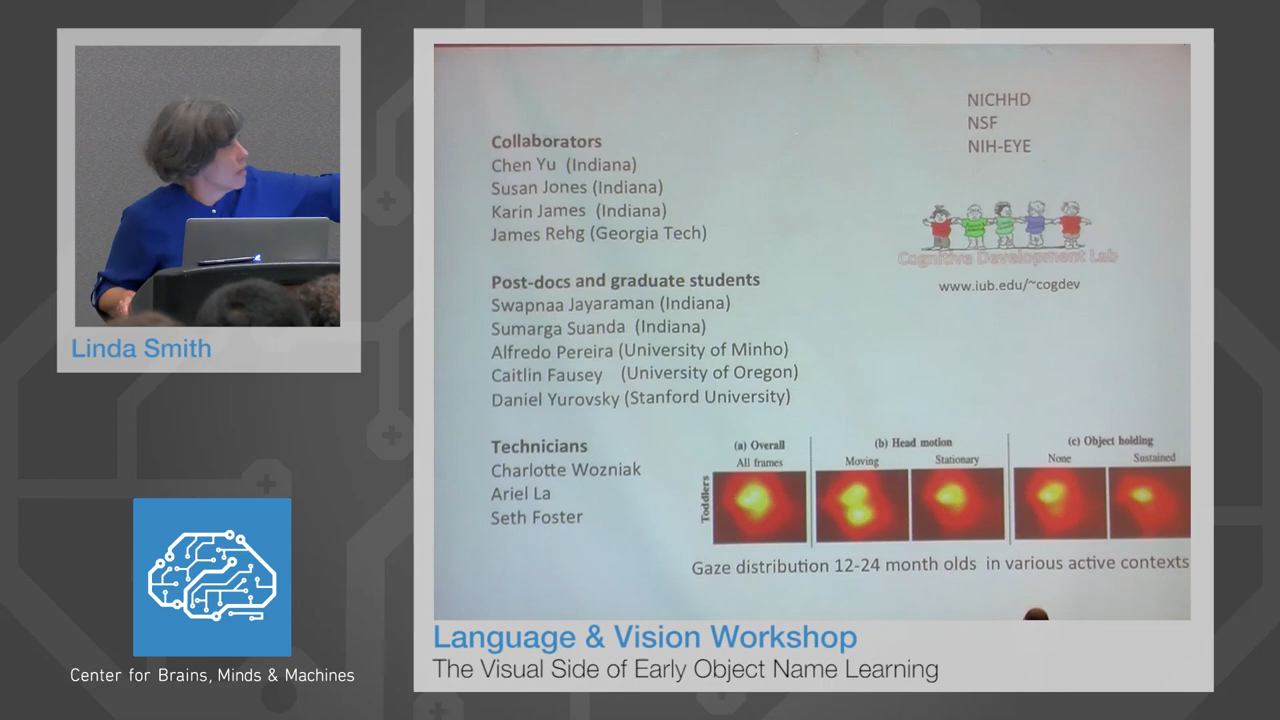 Linda Smith
Center for Brains, Minds & Machines
NICHHD
NSF
NIH-EYE
Cognitive Development Lab
www.iub.edu/~cogdev
Collaborators
Chen Yu (Indiana)
Susan Jones (Indiana)
Karin James (Indiana)
James Rehg (Georgia Tech)
Post-docs and graduate students
Swapnaa Jayaraman (Indiana)
Sumarga Suanda (Indiana)
Alfredo Pereira (University of Minho)
Caitlin Fausey (University of Oregon)
Daniel Yurovsky (Stanford University)
Technicians
Charlotte Wozniak
Ariel La
Seth Foster
(a) Overall (b) Head motion (c) Object holding
All frames Moving Stationary None Sustained
Toddlers
Gaze distribution 12-24 month olds in various active contexts
Language & Vision Workshop
The Visual Side of Early Object Name Learning